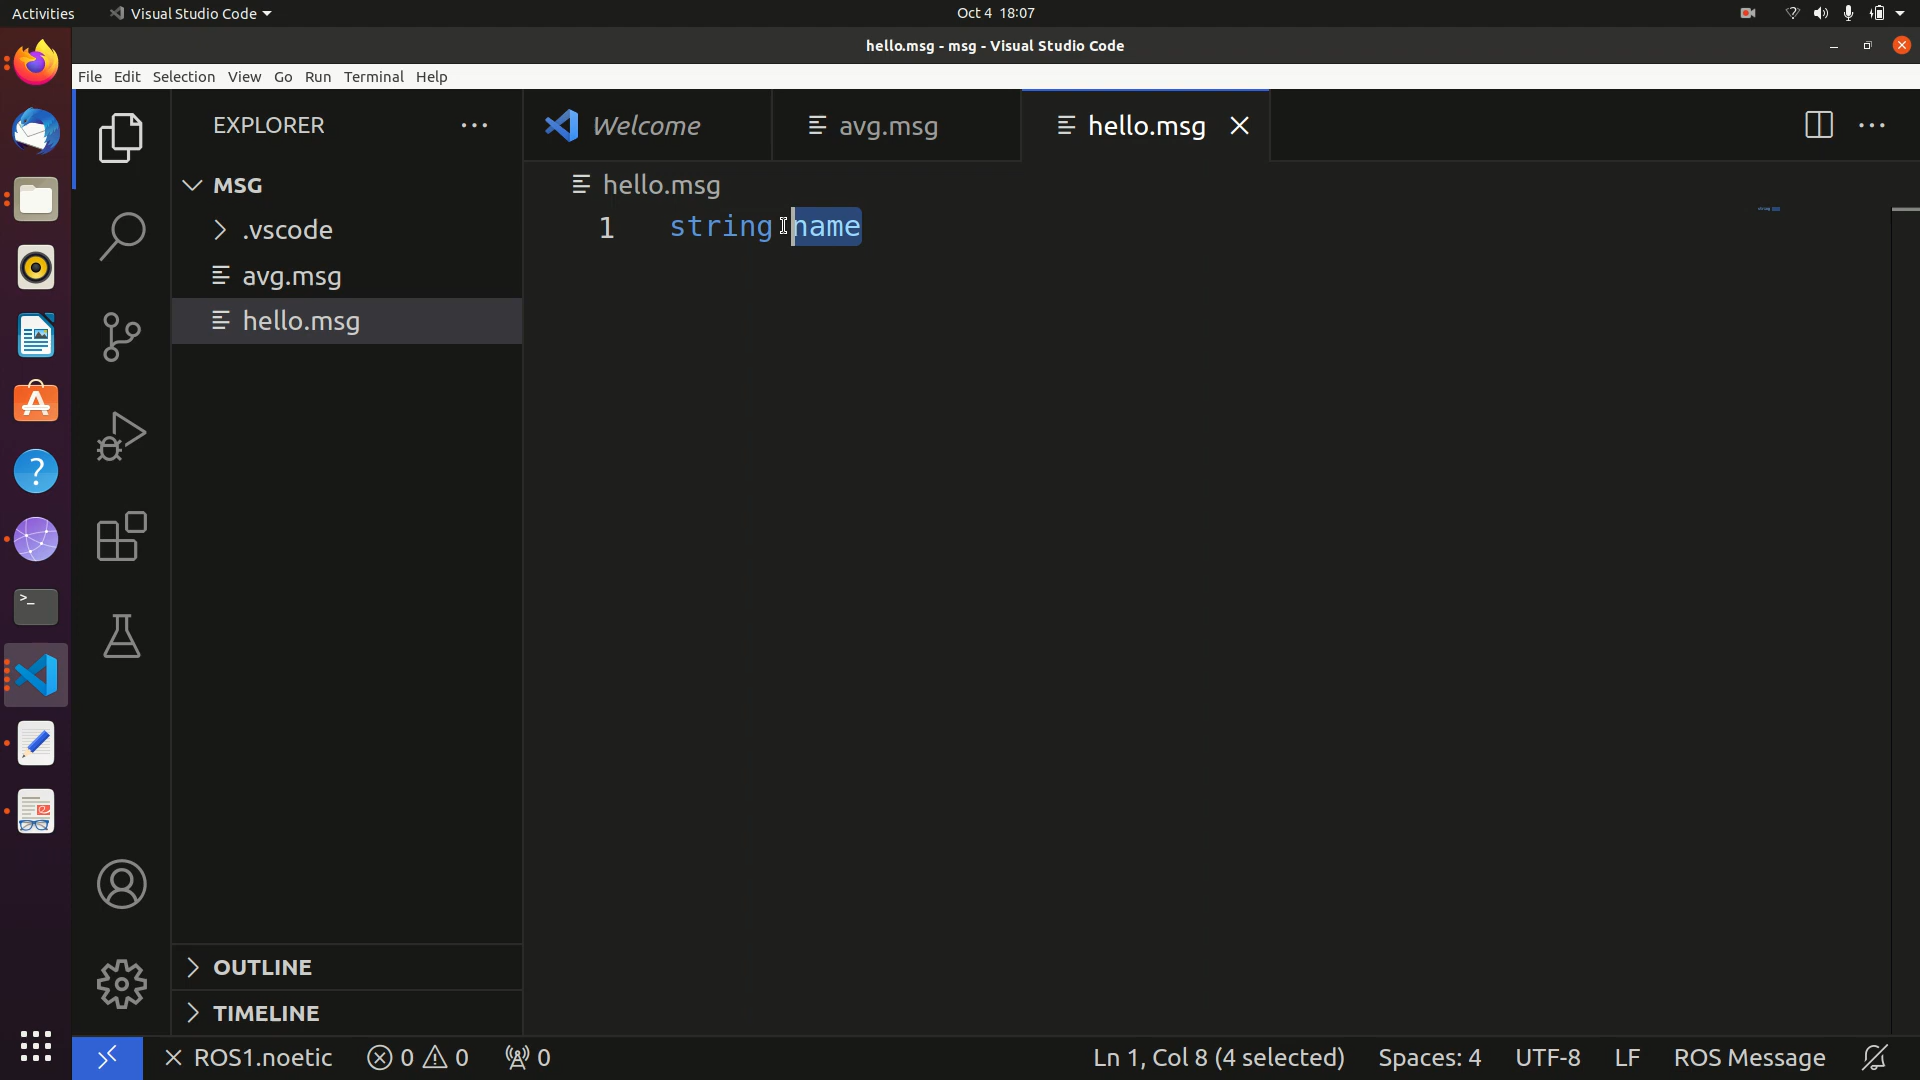 Activities Visual Studio Code Oct 4 18:07
hello.msg - msg - Visual Studio Code
File Edit Selection View Go Run Terminal Help
EXPLORER
Welcome avg.msg hello.msg
MSG
.vscode
avg.msg
hello.msg
hello.msg
1 string name
OUTLINE
TIMELINE
ROS1.noetic 0 0 0 Ln 1, Col 8 (4 selected) Spaces: 4 UTF-8 LF ROS Message